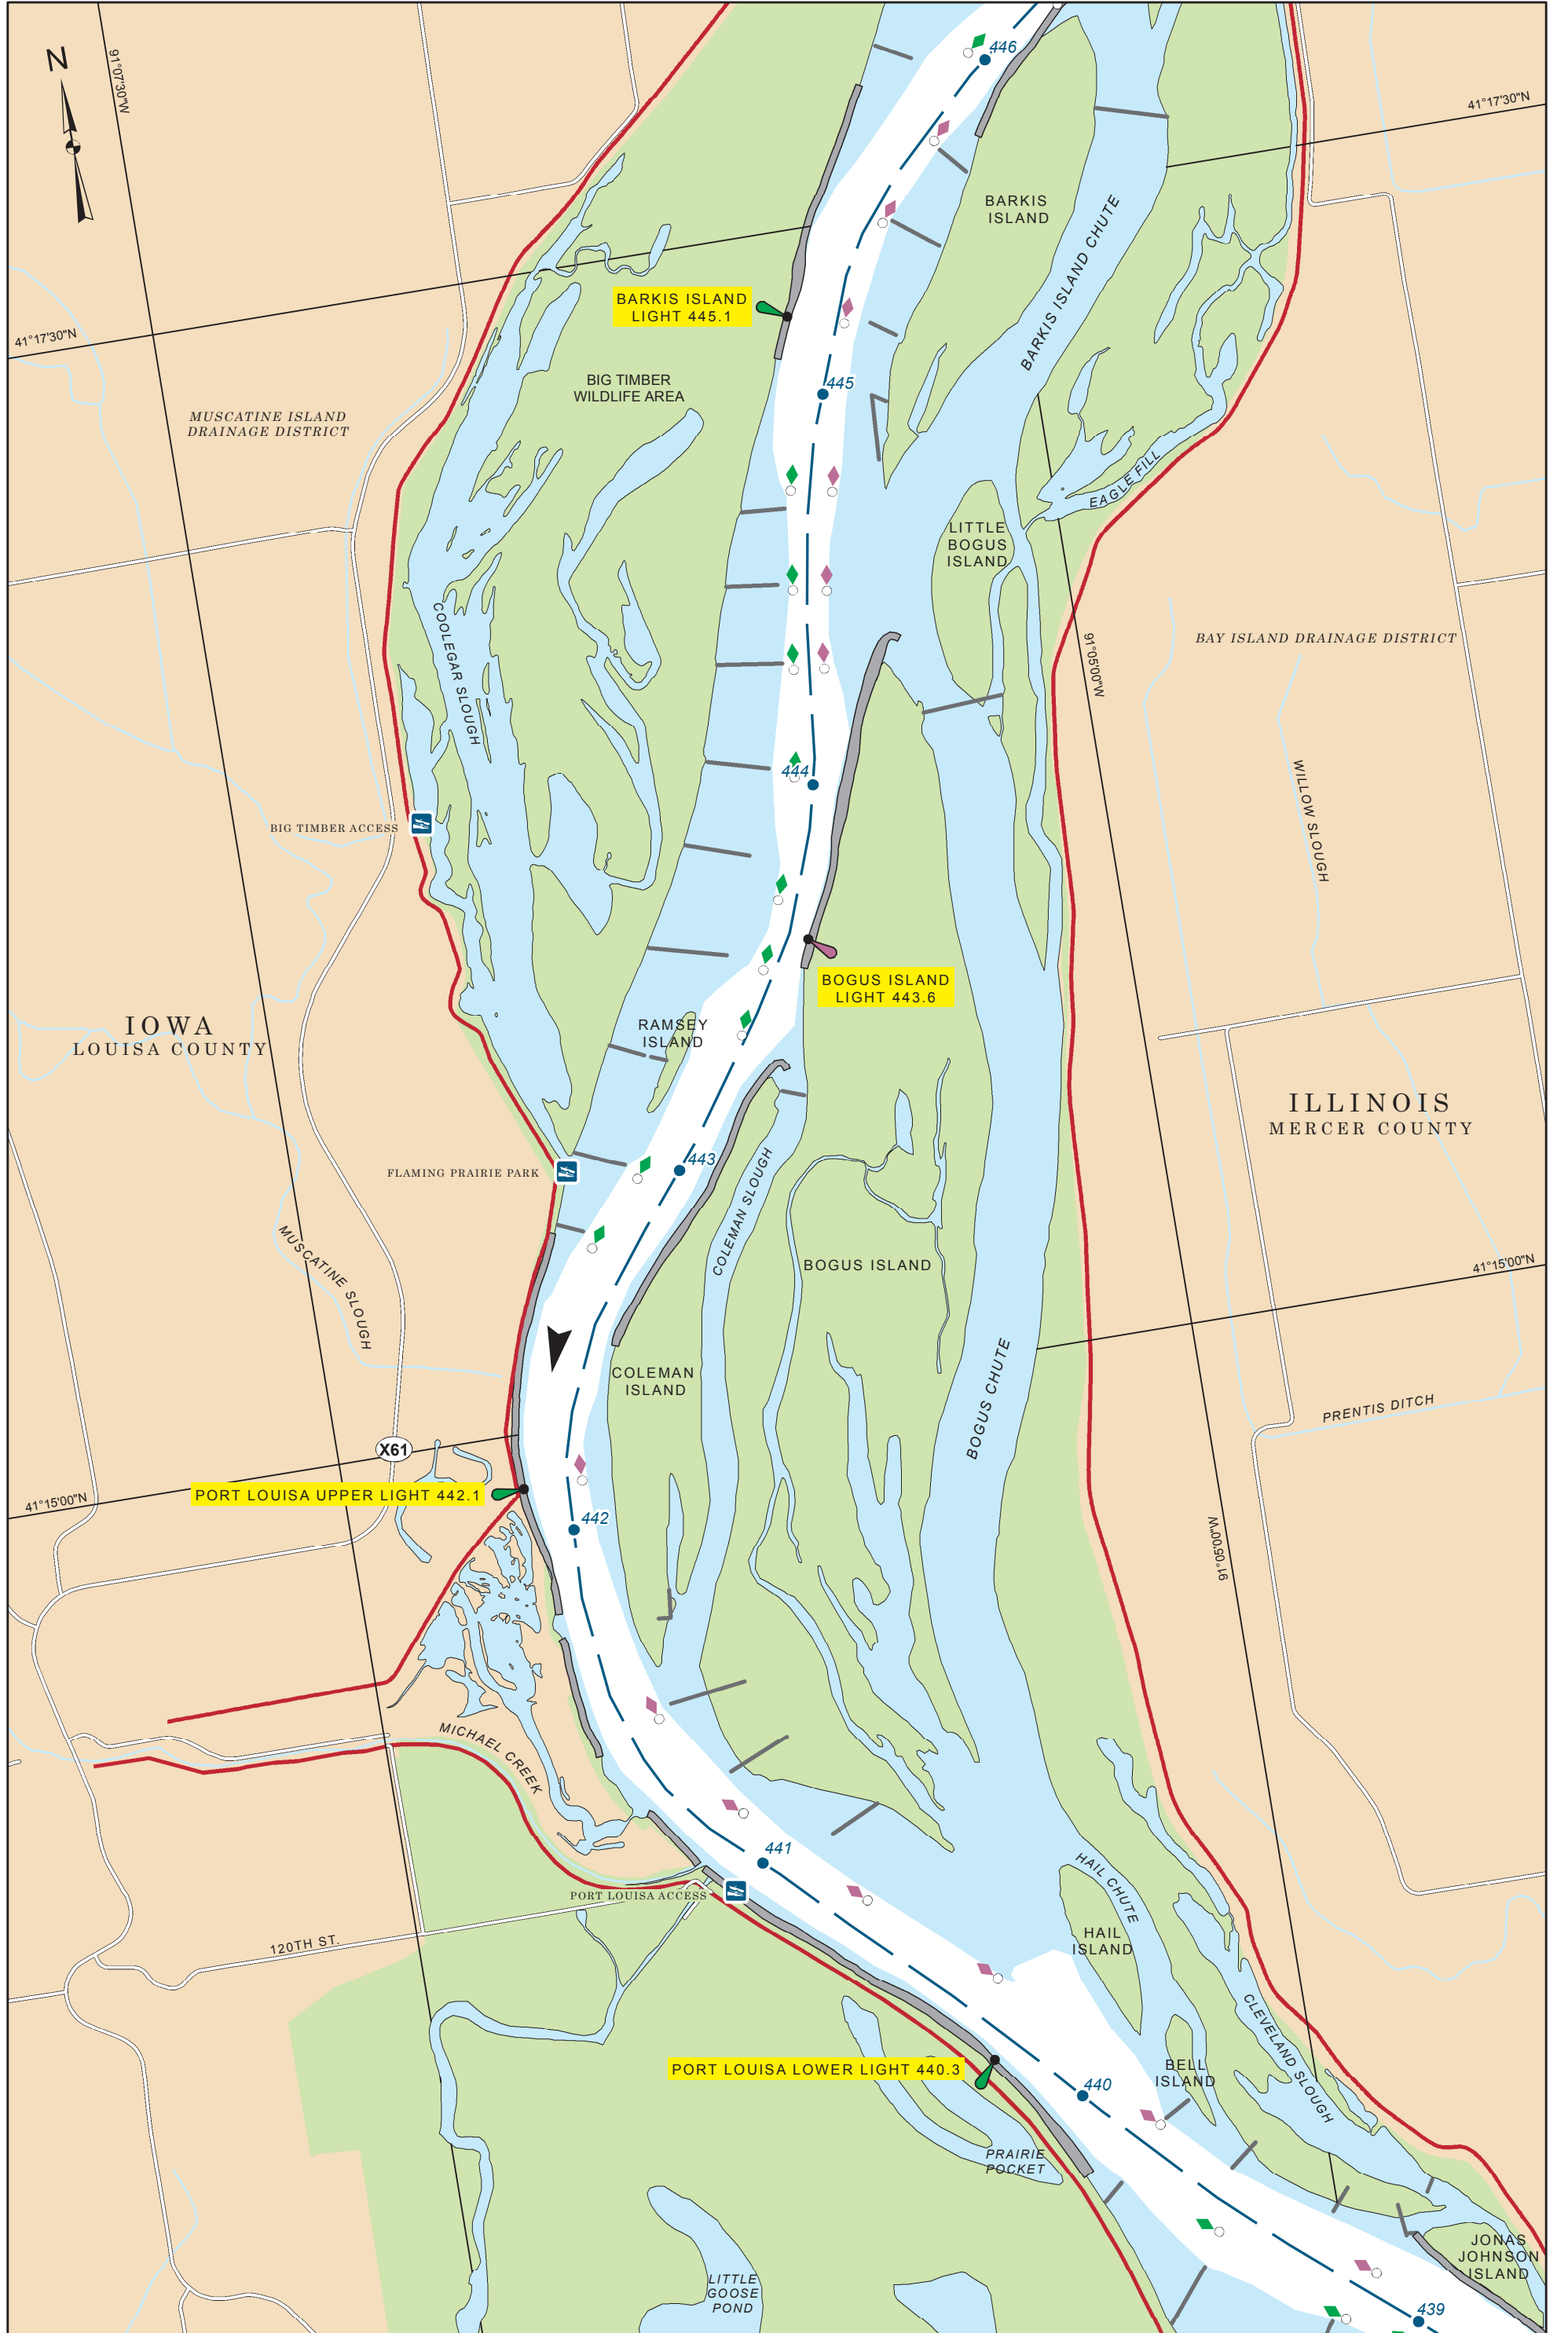 N
91°07'30"W
446
41°17'30"N
BARKIS
ISLAND
BARKIS ISLAND CHUTE
BARKIS ISLAND
LIGHT 445.1
41°17'30"N
BIG TIMBER
WILDLIFE AREA
445
MUSCATINE ISLAND
DRAINAGE DISTRICT
EAGLE FILL
LITTLE
BOGUS
ISLAND
COOLEGAR SLOUGH
91°05'00"W
BAY ISLAND DRAINAGE DISTRICT
444
WILLOW SLOUGH
BIG TIMBER ACCESS
BOGUS ISLAND
LIGHT 443.6
RAMSEY
ISLAND
IOWA
LOUISA COUNTY
ILLINOIS
MERCER COUNTY
443
FLAMING PRAIRIE PARK
COLEMAN SLOUGH
MUSCATINE SLOUGH
BOGUS ISLAND
41°15'00"N
COLEMAN
ISLAND
BOGUS CHUTE
PRENTIS DITCH
X61
PORT LOUISA UPPER LIGHT 442.1
41°15'00"N
442
91°05'00"W
MICHAEL CREEK
441
HAIL CHUTE
PORT LOUISA ACCESS
120TH ST.
HAIL
ISLAND
CLEVELAND SLOUGH
PORT LOUISA LOWER LIGHT 440.3
BELL
ISLAND
440
PRAIRIE
POCKET
JONAS
JOHNSON
ISLAND
LITTLE
GOOSE
POND
439